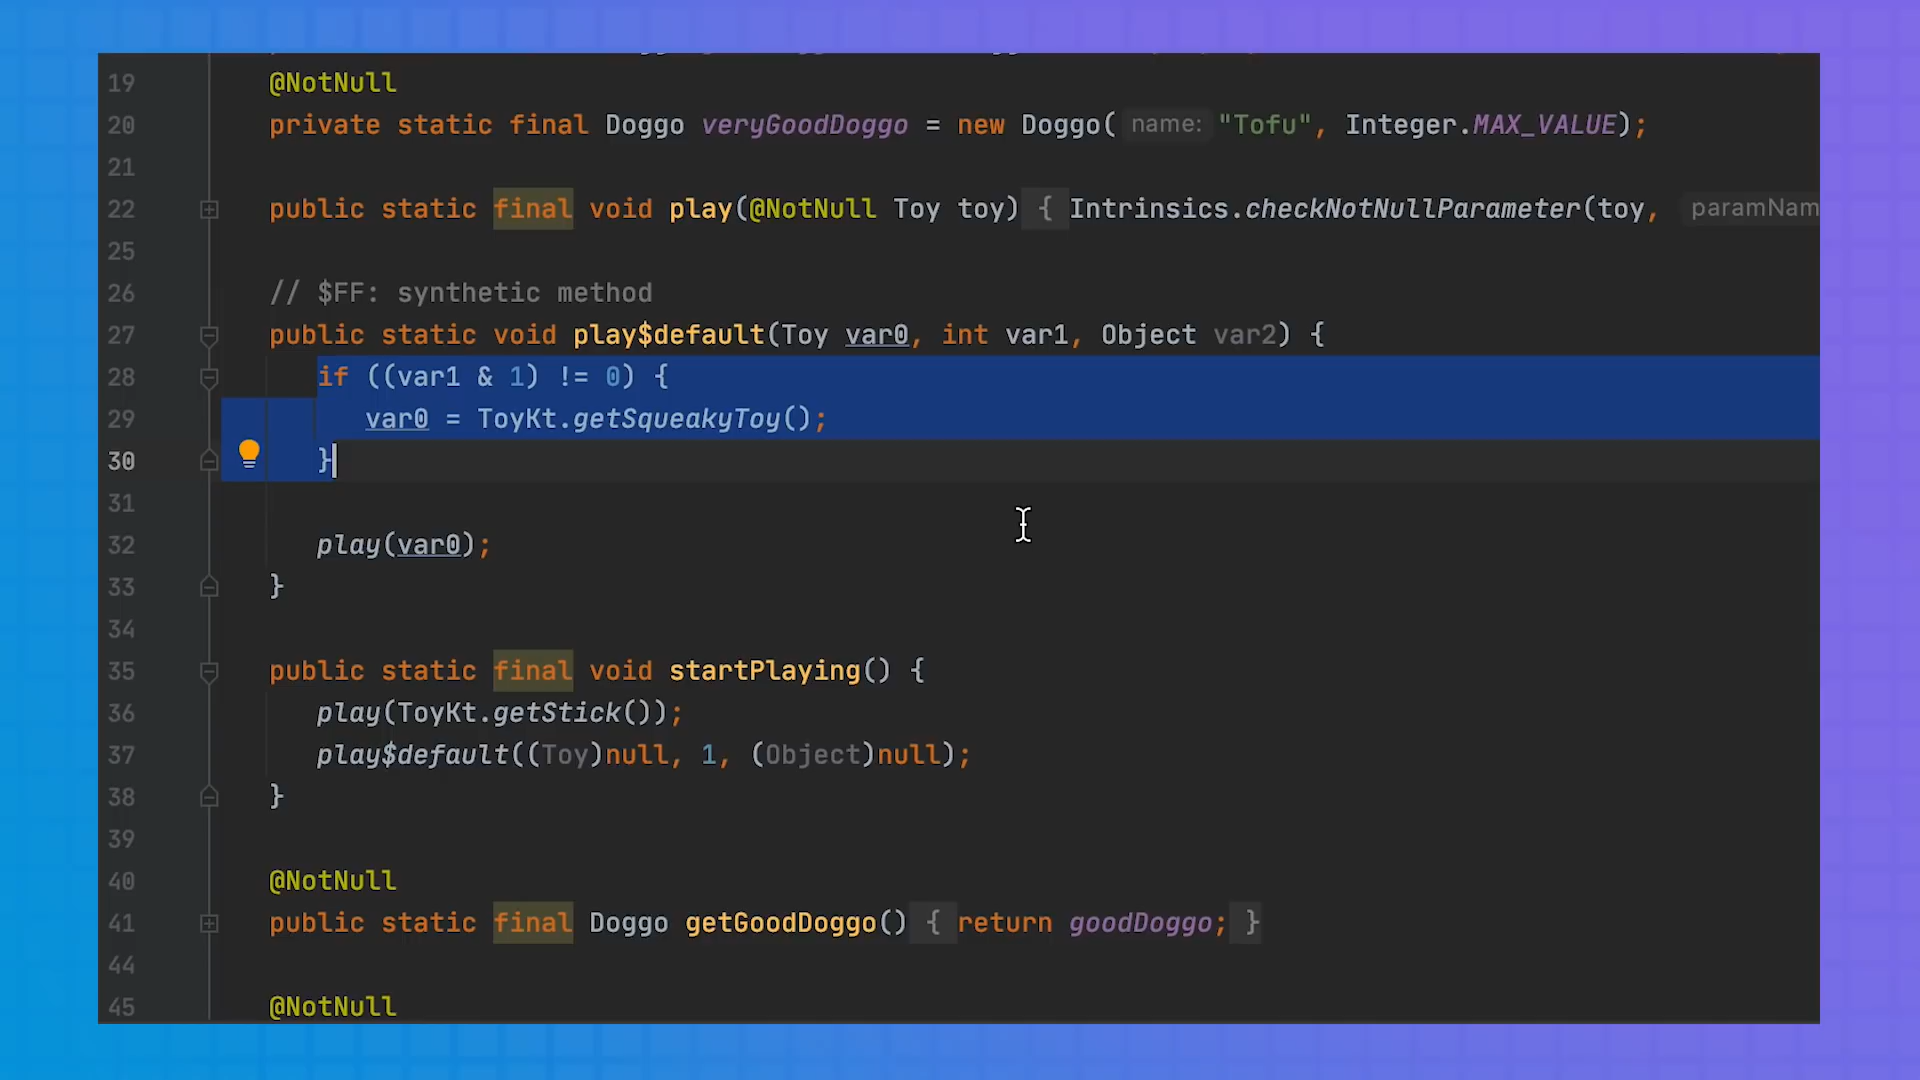 19 @NotNull
20 private static final Doggo veryGoodDoggo = new Doggo( name: "Tofu", Integer.MAX_VALUE);
21
22 public static final void play(@NotNull Toy toy) { Intrinsics.checkNotNullParameter(toy, paramNam
25
26 // $FF: synthetic method
27 public static void play$default(Toy var0, int var1, Object var2) {
28 if ((var1 & 1) != 0) {
29 var0 = ToyKt.getSqueakyToy();
30 }
31
32 play(var0);
33 }
34
35 public static final void startPlaying() {
36 play(ToyKt.getStick());
37 play$default((Toy)null, 1, (Object)null);
38 }
39
40 @NotNull
41 public static final Doggo getGoodDoggo() { return goodDoggo; }
44
45 @NotNull